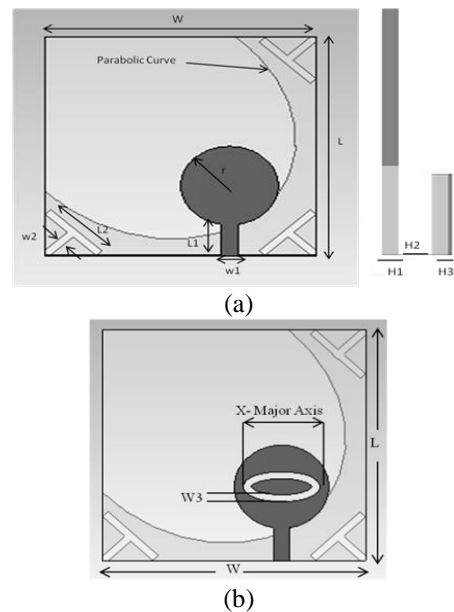 W
Parabolic Curve
L
r
w2
L2
L1
w1
H1
H2
H3
(a)
X- Major Axis
L
W3
W
(b)